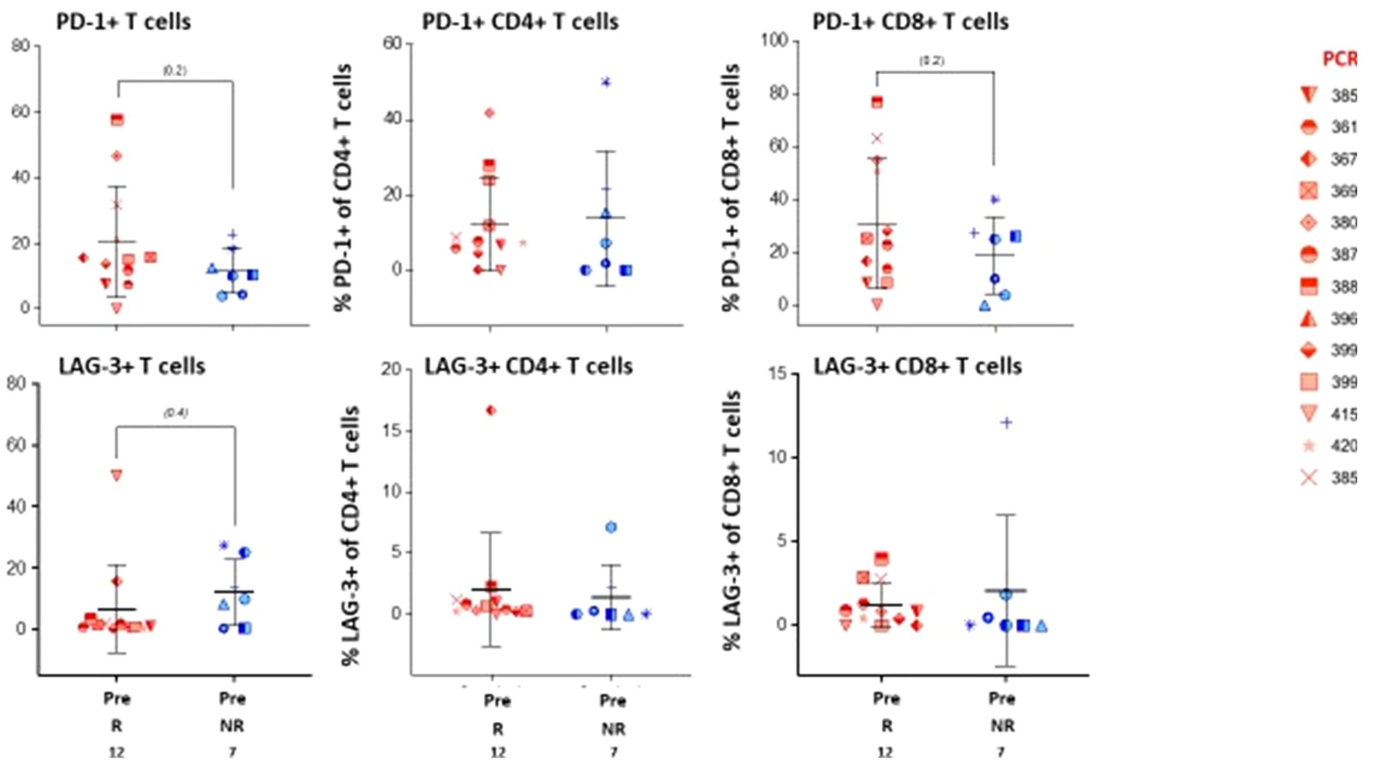 PD-1+ T cells
80
60
40
20
0
(0.2)
PD-1+ CD4+ T cells
% PD-1+ of CD4+ T cells
60
40
20
0
PD-1+ CD8+ T cells
% PD-1+ of CD8+ T cells
100
80
60
40
20
0
(0.2)
PCR
385
361
367
369
380
387
388
396
399
399
415
420
385
LAG-3+ T cells
80
60
40
20
0
(0.4)
Pre Pre
R NR
12 7
LAG-3+ CD4+ T cells
% LAG-3+ of CD4+ T cells
20
15
10
5
0
Pre Pre
R NR
12 7
LAG-3+ CD8+ T cells
% LAG-3+ of CD8+ T cells
15
10
5
0
Pre Pre
R NR
12 7